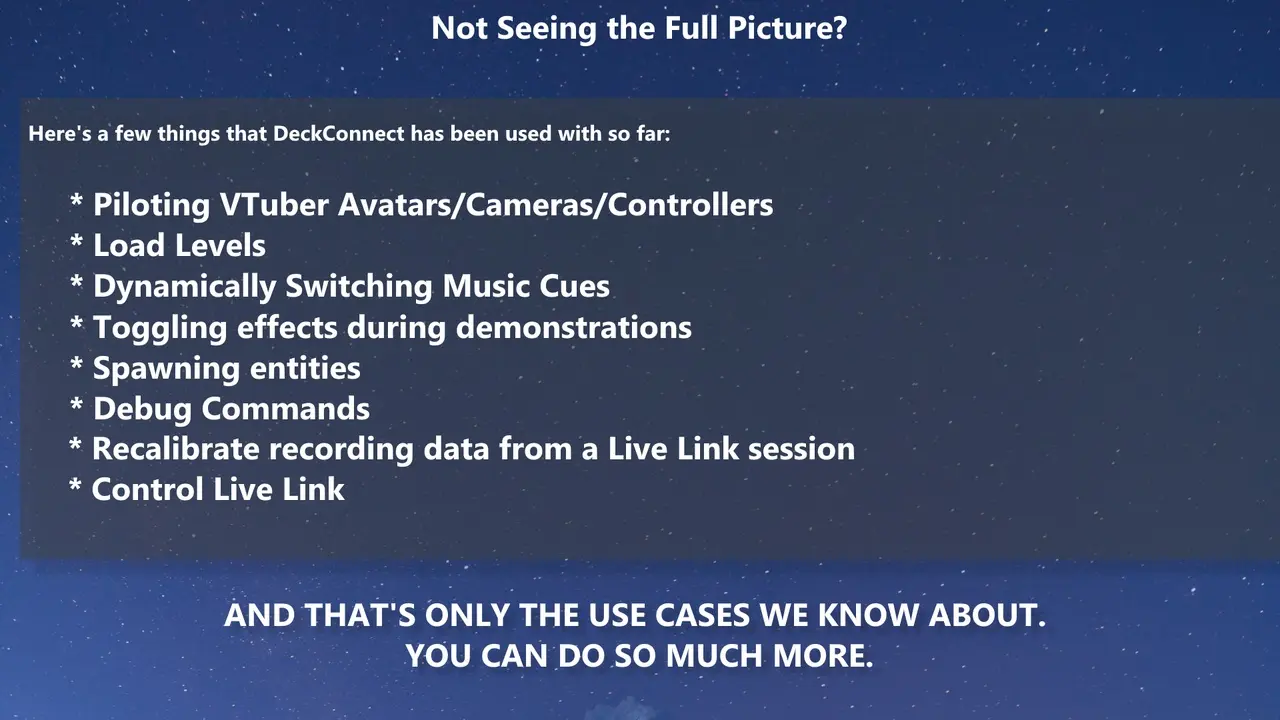 Not Seeing the Full Picture?
Here's a few things that DeckConnect has been used with so far:
* Piloting VTuber Avatars/Cameras/Controllers
* Load Levels
* Dynamically Switching Music Cues
* Toggling effects during demonstrations
* Spawning entities
* Debug Commands
* Recalibrate recording data from a Live Link session
* Control Live Link
AND THAT'S ONLY THE USE CASES WE KNOW ABOUT.
YOU CAN DO SO MUCH MORE.